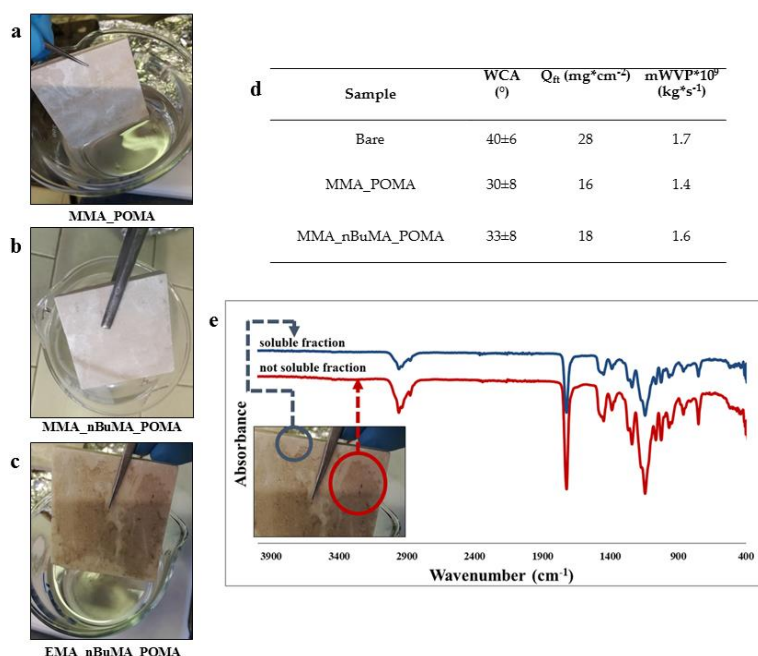 a
MMA_POMA
b
MMA_nBuMA_POMA
c
EMA_nBuMA_POMA
d
Sample WCA (°) Qft (mg*cm-2) mWVP*10⁹ (kg*s-1)
Bare 40±6 28 1.7
MMA_POMA 30±8 16 1.4
MMA_nBuMA_POMA 33±8 18 1.6
e
soluble fraction
not soluble fraction
Absorbance
3900 3400 2900 2400 1900 1400 900 400
Wavenumber (cm-1)